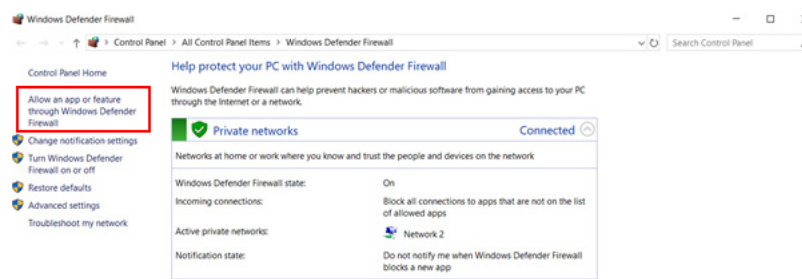 Windows Defender Firewall
Control Panel > All Control Panel Items > Windows Defender Firewall
Search Control Panel
Control Panel Home
Allow an app or feature
through Windows Defender
Firewall
Change notification settings
Turn Windows Defender
Firewall on or off
Restore defaults
Advanced settings
Troubleshoot my network
Help protect your PC with Windows Defender Firewall
Windows Defender Firewall can help prevent hackers or malicious software from gaining access to your PC
through the Internet or a network.
Private networks Connected
Networks at home or work where you know and trust the people and devices on the network
Windows Defender Firewall state: On
Incoming connections: Block all connections to apps that are not on the list
of allowed apps
Active private networks: Network 2
Notification state: Do not notify me when Windows Defender Firewall
blocks a new app